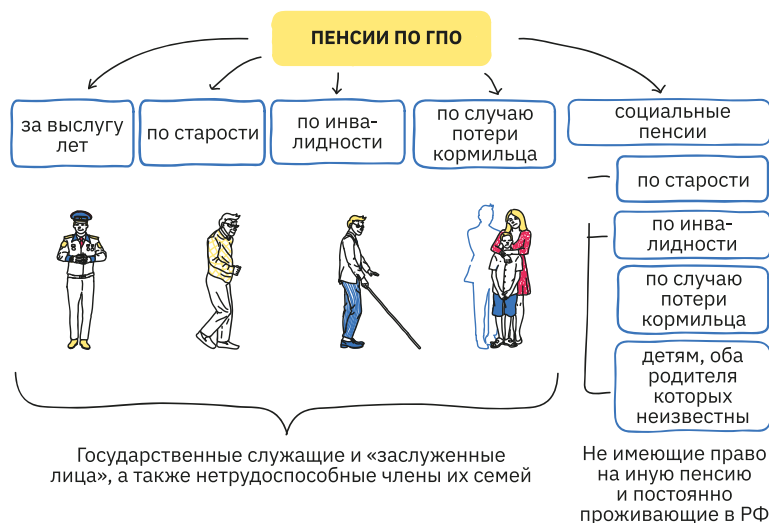 ПЕНСИИ ПО ГПО
за выслугу
лет
по старости
по инва-
лидности
по случаю
потери
кормильца
социальные
пенсии
по старости
по инва-
лидности
по случаю
потери
кормильца
детям, оба
родителя
которых
неизвестны
Государственные служащие и «заслуженные
лица», а также нетрудоспособные члены их семей
Не имеющие право
на иную пенсию
и постоянно
проживающие в РФ